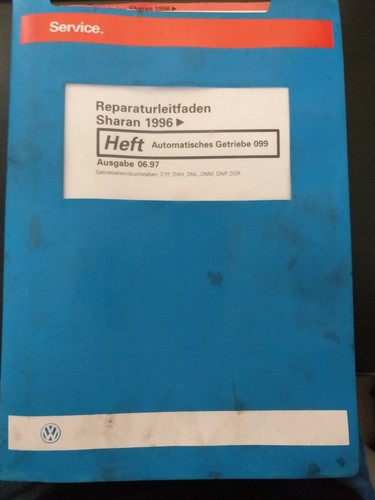 Sharan 1996 ▶
Service.
Reparaturleitfaden
Sharan 1996 ▶
Heft Automatisches Getriebe 099
Ausgabe 06.97
Getriebekennbuchstaben: CYF, DAH, DNL, DNM, DNP, DSR
VW